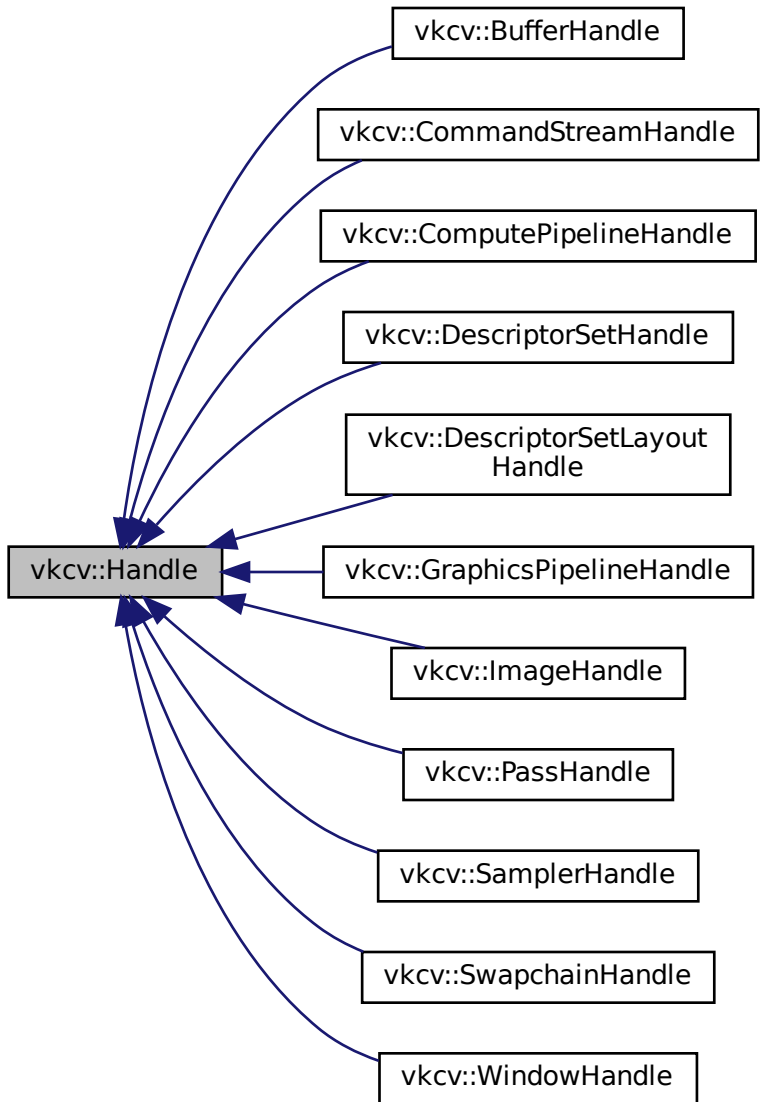 vkcv::BufferHandle
vkcv::CommandStreamHandle
vkcv::ComputePipelineHandle
vkcv::DescriptorSetHandle
vkcv::DescriptorSetLayout
Handle
vkcv::Handle
vkcv::GraphicsPipelineHandle
vkcv::ImageHandle
vkcv::PassHandle
vkcv::SamplerHandle
vkcv::SwapchainHandle
vkcv::WindowHandle